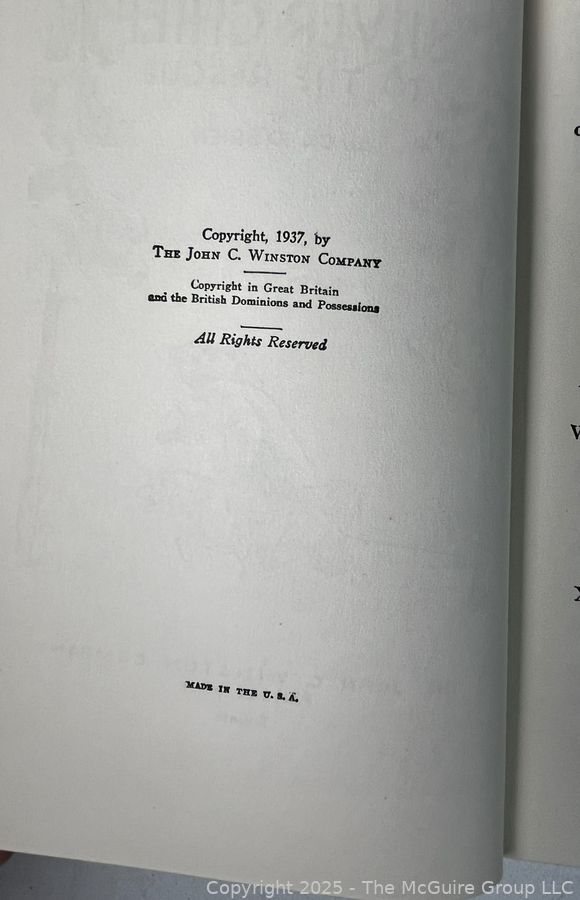 Copyright, 1937, by
THE JOHN C. WINSTON COMPANY
Copyright in Great Britain
and the British Dominions and Possessions
All Rights Reserved
MADE IN THE U. S. A.
Copyright 2025 - The McGuire Group LLC